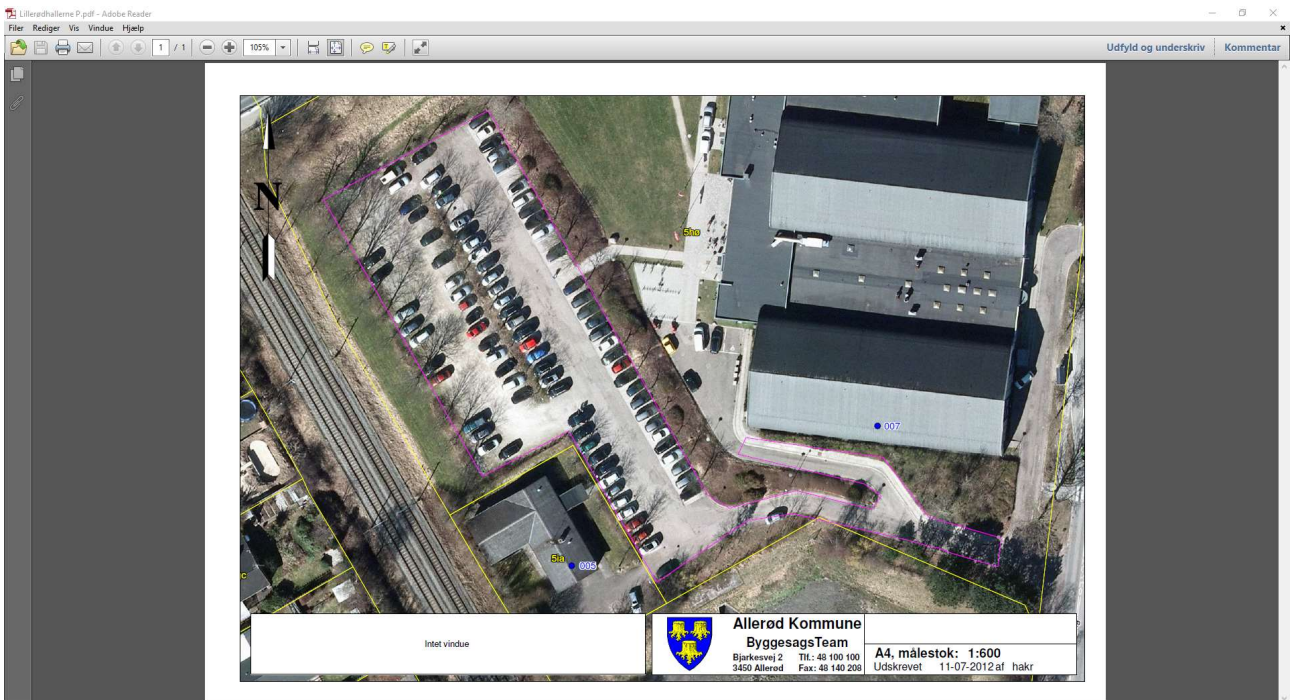 Lillerødhallerne P.pdf - Adobe Reader
Filer Rediger Vis Vindue Hjælp
1 / 1 105% Udfyld og underskriv Kommentar
N
5hø
007
5ia
005
c
Intet vindue
Allerød Kommune
ByggesagsTeam
Bjarkesvej 2 Tlf.: 48 100 100
3450 Allerød Fax: 48 140 208
A4, målestok: 1:600
Udskrevet 11-07-2012 af hakr